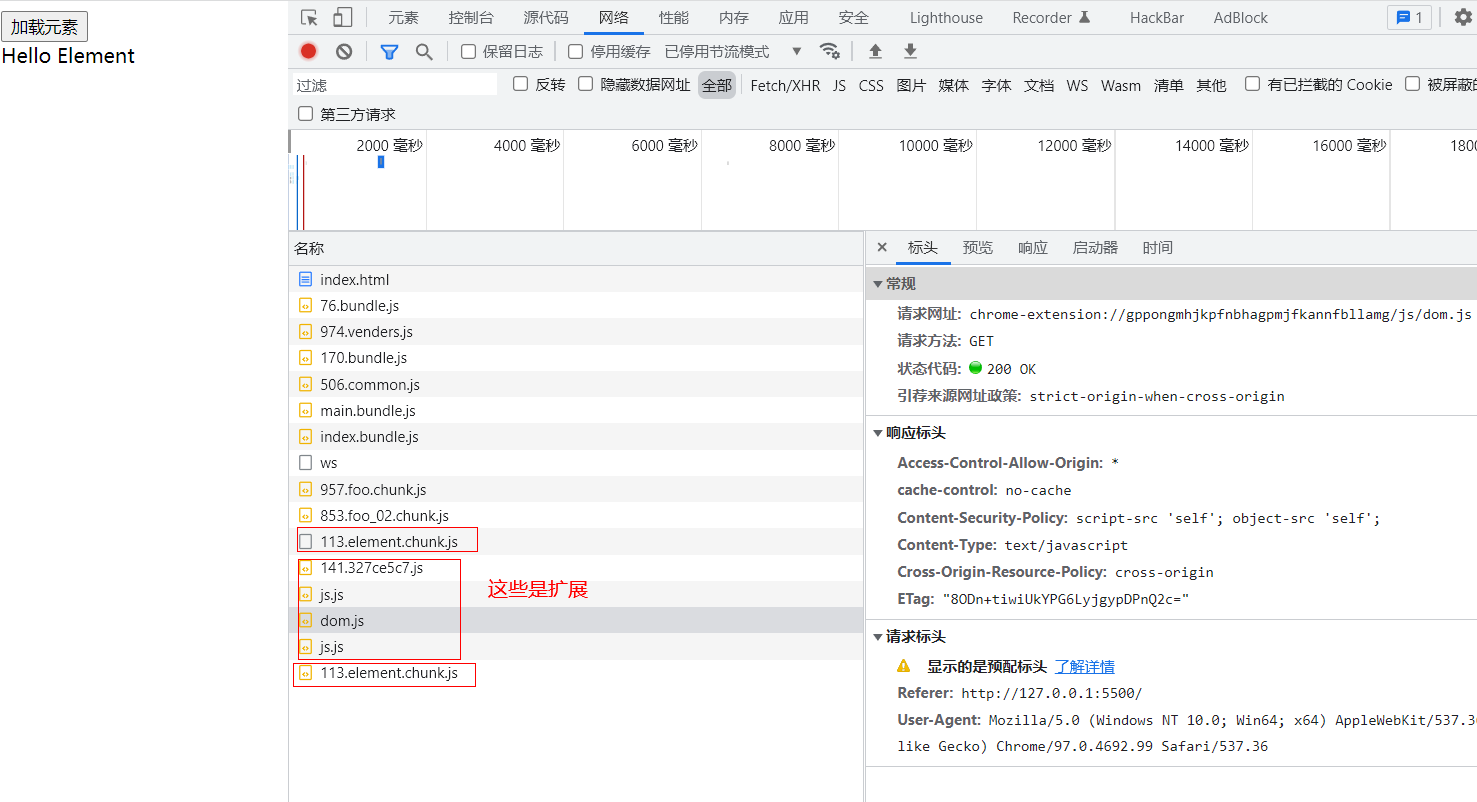 加载元素
Hello Element
元素 控制台 源代码 网络 性能 内存 应用 安全 Lighthouse Recorder HackBar AdBlock 1
保留日志 停用缓存 已停用节流模式
过滤 反转 隐藏数据网址 全部 Fetch/XHR JS CSS 图片 媒体 字体 文档 WS Wasm 清单 其他 有已拦截的 Cookie 被屏蔽的
第三方请求
2000 毫秒 4000 毫秒 6000 毫秒 8000 毫秒 10000 毫秒 12000 毫秒 14000 毫秒 16000 毫秒 1800
名称
index.html
76.bundle.js
974.venders.js
170.bundle.js
506.common.js
main.bundle.js
index.bundle.js
ws
957.foo.chunk.js
853.foo_02.chunk.js
113.element.chunk.js
141.327ce5c7.js
js.js
dom.js
js.js
113.element.chunk.js
这些是扩展
标头 预览 响应 启动器 时间
常规
请求网址: chrome-extension://gppongmhjkpfnbhagpmjfkannfbllamg/js/dom.js
请求方法: GET
状态代码: 200 OK
引荐来源网址政策: strict-origin-when-cross-origin
响应标头
Access-Control-Allow-Origin: *
cache-control: no-cache
Content-Security-Policy: script-src 'self'; object-src 'self';
Content-Type: text/javascript
Cross-Origin-Resource-Policy: cross-origin
ETag: "8ODn+tiwiUkYPG6LyjgypDPnQ2c="
请求标头
显示的是预配标头 了解详情
Referer: http://127.0.0.1:5500/
User-Agent: Mozilla/5.0 (Windows NT 10.0; Win64; x64) AppleWebKit/537.36
like Gecko) Chrome/97.0.4692.99 Safari/537.36